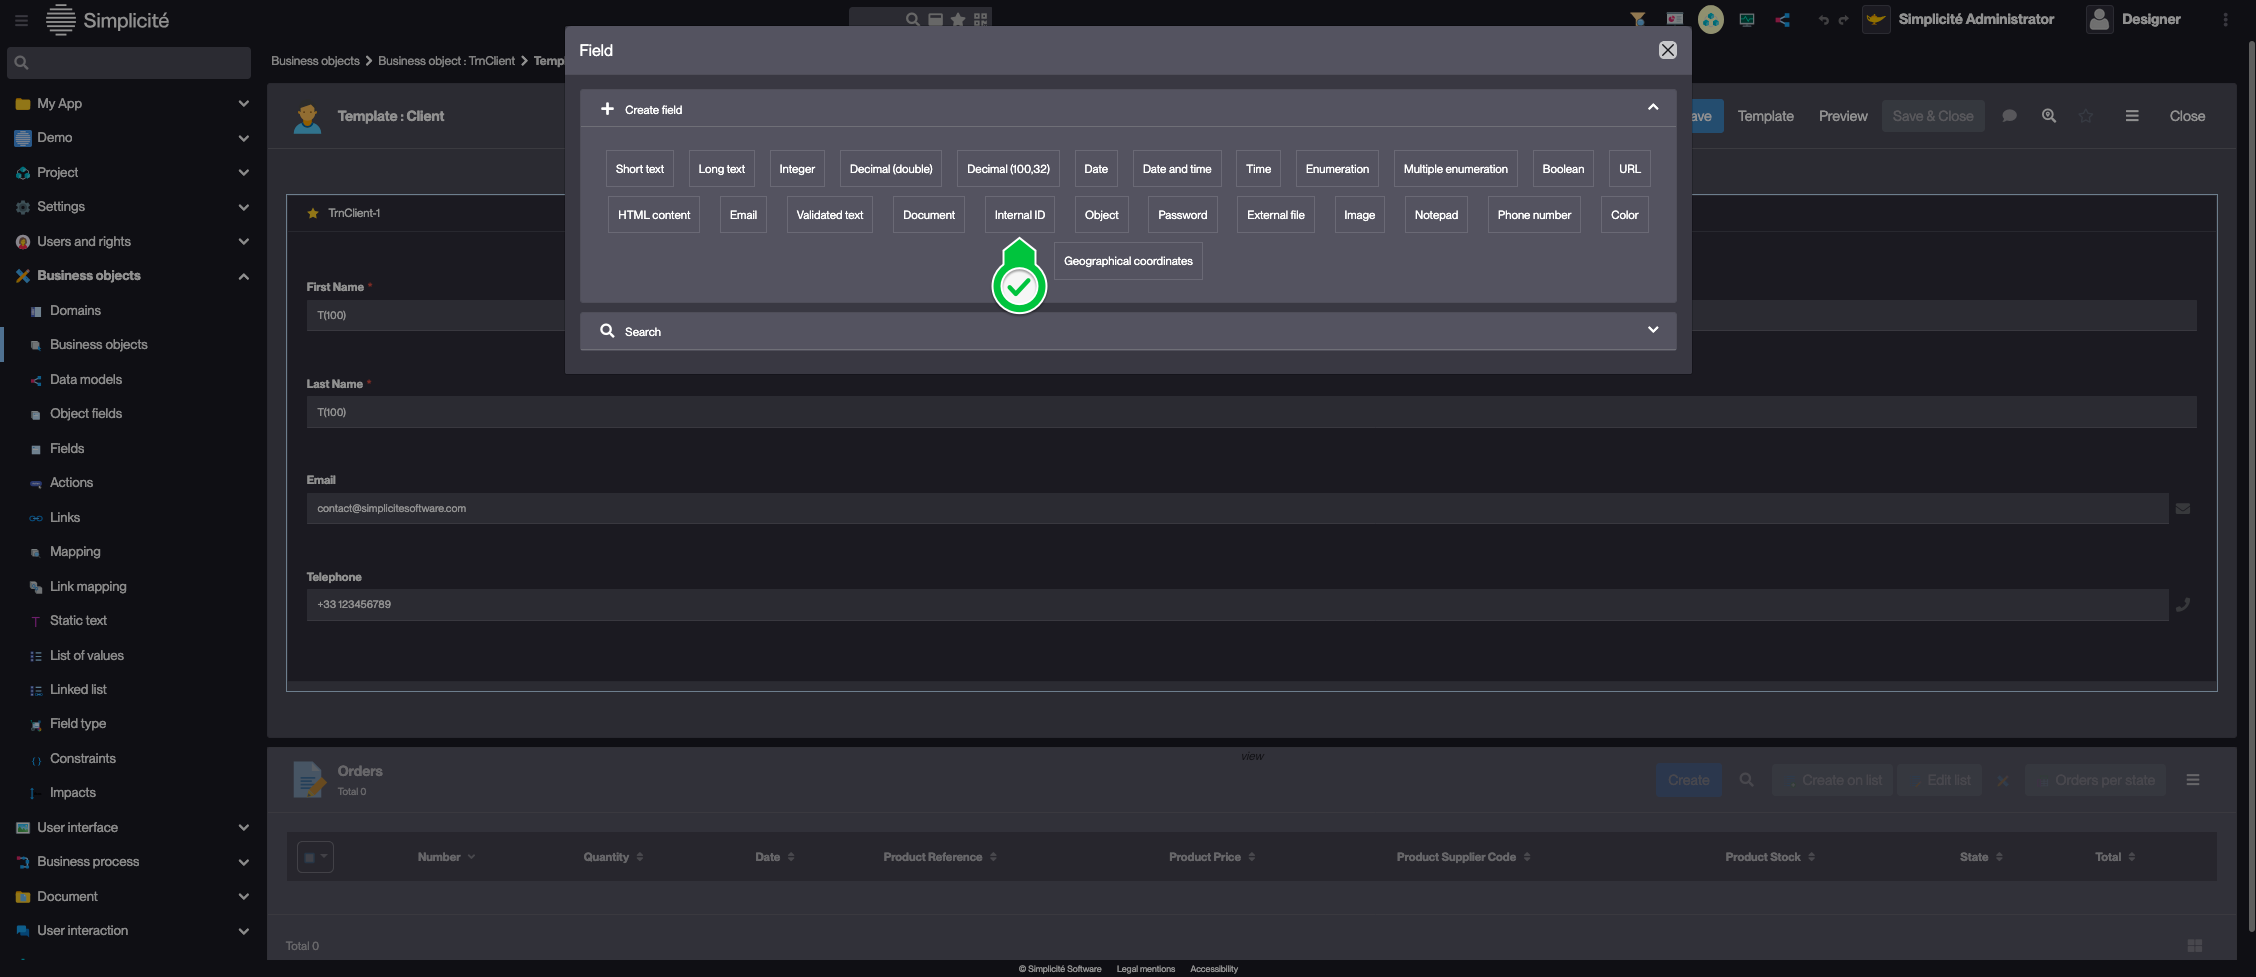 Simplicité
Simplicité Administrator
Designer
Business objects
Business object : TrnClient
Temp
My App
Demo
Project
Settings
Users and rights
Business objects
Domains
Business objects
Data models
Object fields
Fields
Actions
Links
Mapping
Link mapping
Static text
List of values
Linked list
Field type
Constraints
Impacts
User interface
Business process
Document
User interaction
Template : Client
ave
Template
Preview
Save & Close
Close
Field
Create field
Short text
Long text
Integer
Decimal (double)
Decimal (100,32)
Date
Date and time
Time
Enumeration
Multiple enumeration
Boolean
URL
HTML content
Email
Validated text
Document
Internal ID
Object
Password
External file
Image
Notepad
Phone number
Color
Geographical coordinates
Search
TrnClient-1
First Name *
T(100)
Last Name *
T(100)
Email
contact@simplicitesoftware.com
Telephone
+33 123456789
view
Orders
Total 0
Create
Create on list
Edit list
Orders per state
Number
Quantity
Date
Product Reference
Product Price
Product Supplier Code
Product Stock
State
Total
Total 0
© Simplicité Software
Legal mentions
Accessibility